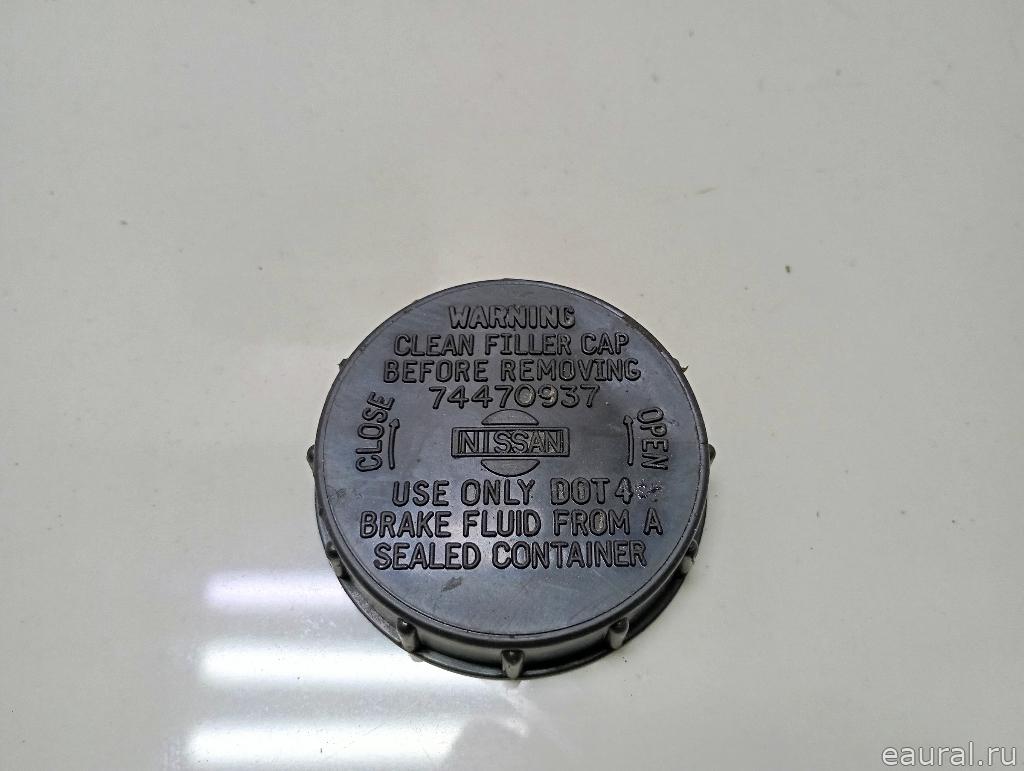 WARNING
CLEAN FILLER CAP
BEFORE REMOVING
74470937
CLOSE
NISSAN
OPEN
USE ONLY DOT 4
BRAKE FLUID FROM A
SEALED CONTAINER
eaural.ru